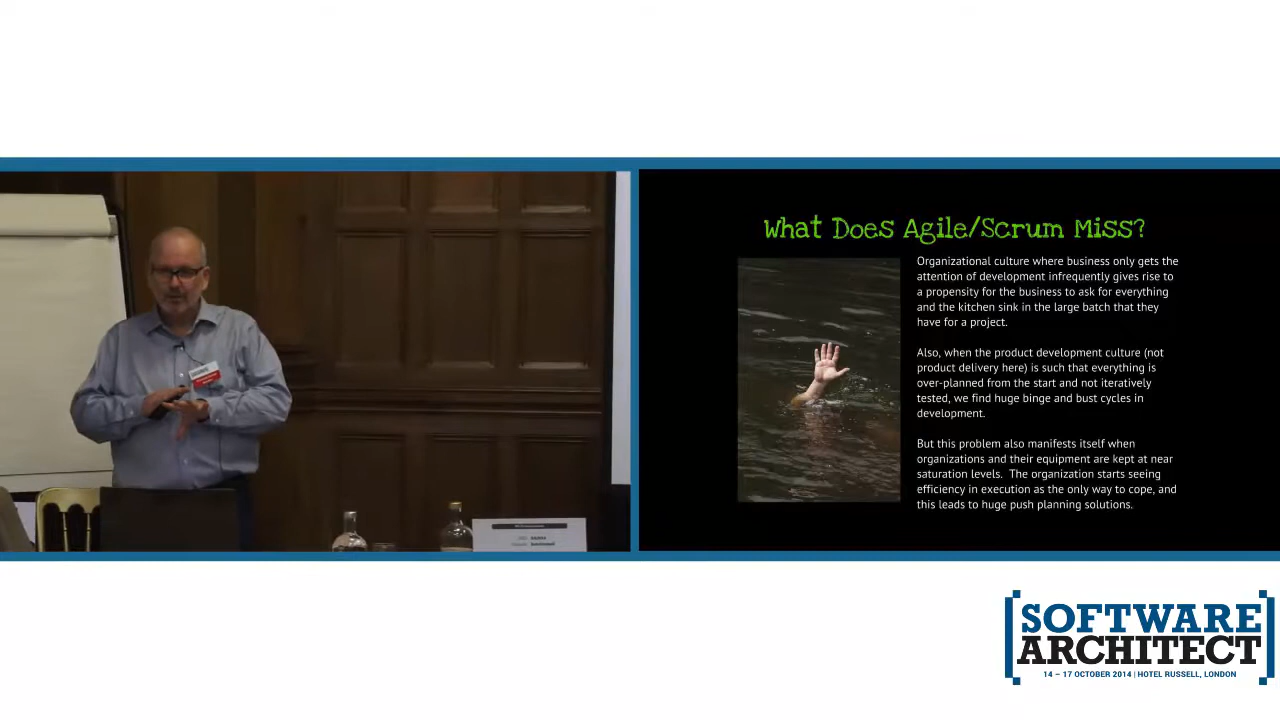 What Does Agile/Scrum Miss?
Organizational culture where business only gets the
attention of development infrequently gives rise to
a propensity for the business to ask for everything
and the kitchen sink in the large batch that they
have for a project.
Also, when the product development culture (not
product delivery here) is such that everything is
over-planned from the start and not iteratively
tested, we find huge binge and bust cycles in
development.
But this problem also manifests itself when
organizations and their equipment are kept at near
saturation levels.  The organization starts seeing
efficiency in execution as the only way to cope, and
this leads to huge push planning solutions.
[SOFTWARE
ARCHITECT]
14 – 17 OCTOBER 2014 | HOTEL RUSSELL, LONDON